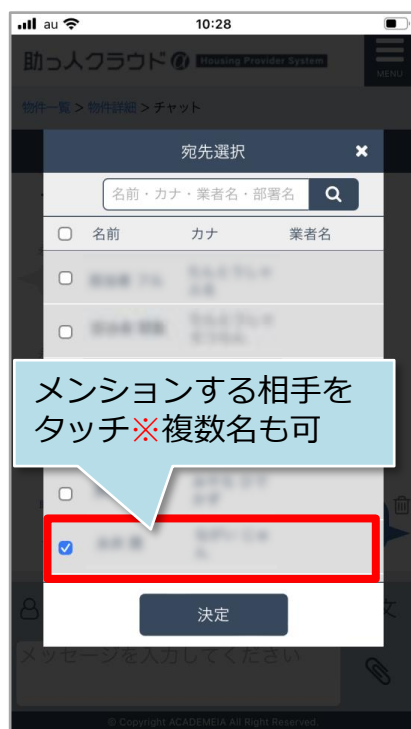 au
10:28
助っ人クラウド Housing Provider System
MENU
物件一覧 > 物件詳細 > チャット
宛先選択
名前・カナ・業者名・部署名
名前 カナ 業者名
メンションする相手を
タッチ※複数名も可
決定
文
メッセージを入力してください
© Copyright ACADEMEIA All Right Reserved.